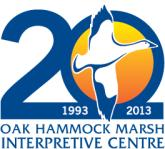 20
1993 2013
OAK HAMMOCK MARSH
INTERPRETIVE CENTRE